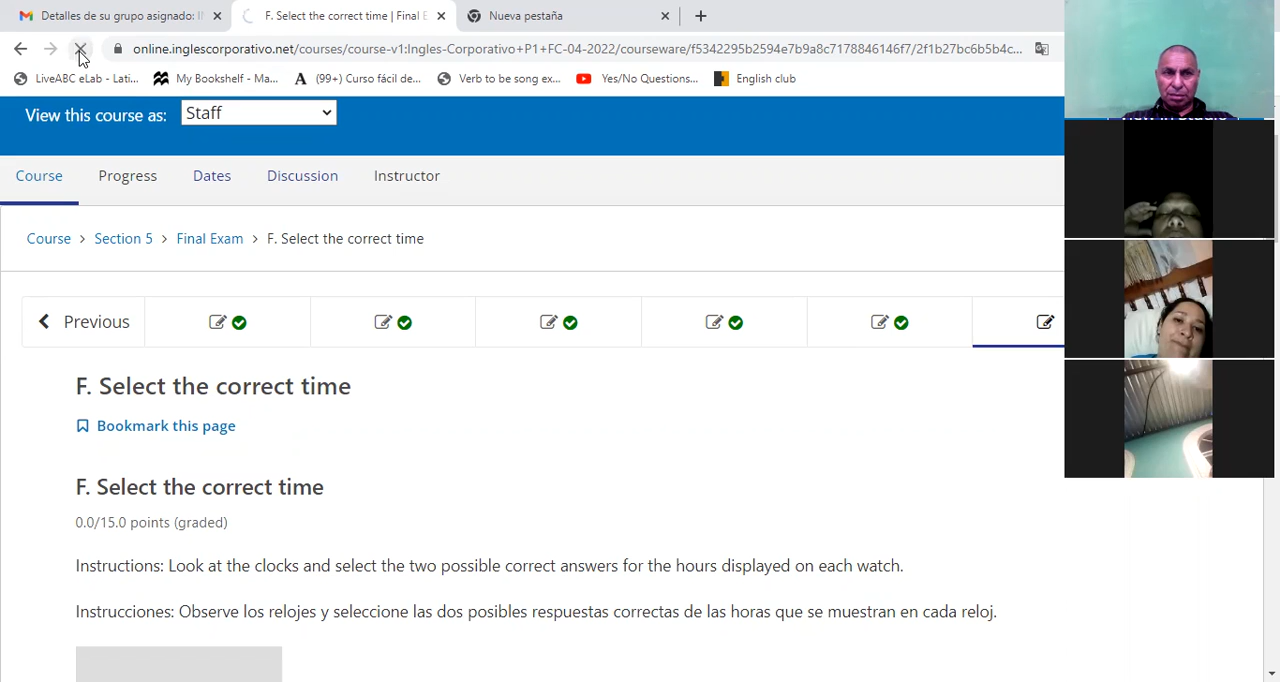 Detalles de su grupo asignado: I
F. Select the correct time | Final E
Nueva pestaña
online.inglescorporativo.net/courses/course-v1:Ingles-Corporativo+P1+FC-04-2022/courseware/f5342295b2594e7b9a8c7178846146f7/2f1b27bc6b5b4c...
LiveABC eLab - Lati...
My Bookshelf - Ma...
(99+) Curso fácil de...
Verb to be song ex...
Yes/No Questions...
English club
View this course as: Staff
View in Studio
Course Progress Dates Discussion Instructor
Course > Section 5 > Final Exam > F. Select the correct time
Previous
F. Select the correct time
Bookmark this page
F. Select the correct time
0.0/15.0 points (graded)
Instructions: Look at the clocks and select the two possible correct answers for the hours displayed on each watch.
Instrucciones: Observe los relojes y seleccione las dos posibles respuestas correctas de las horas que se muestran en cada reloj.